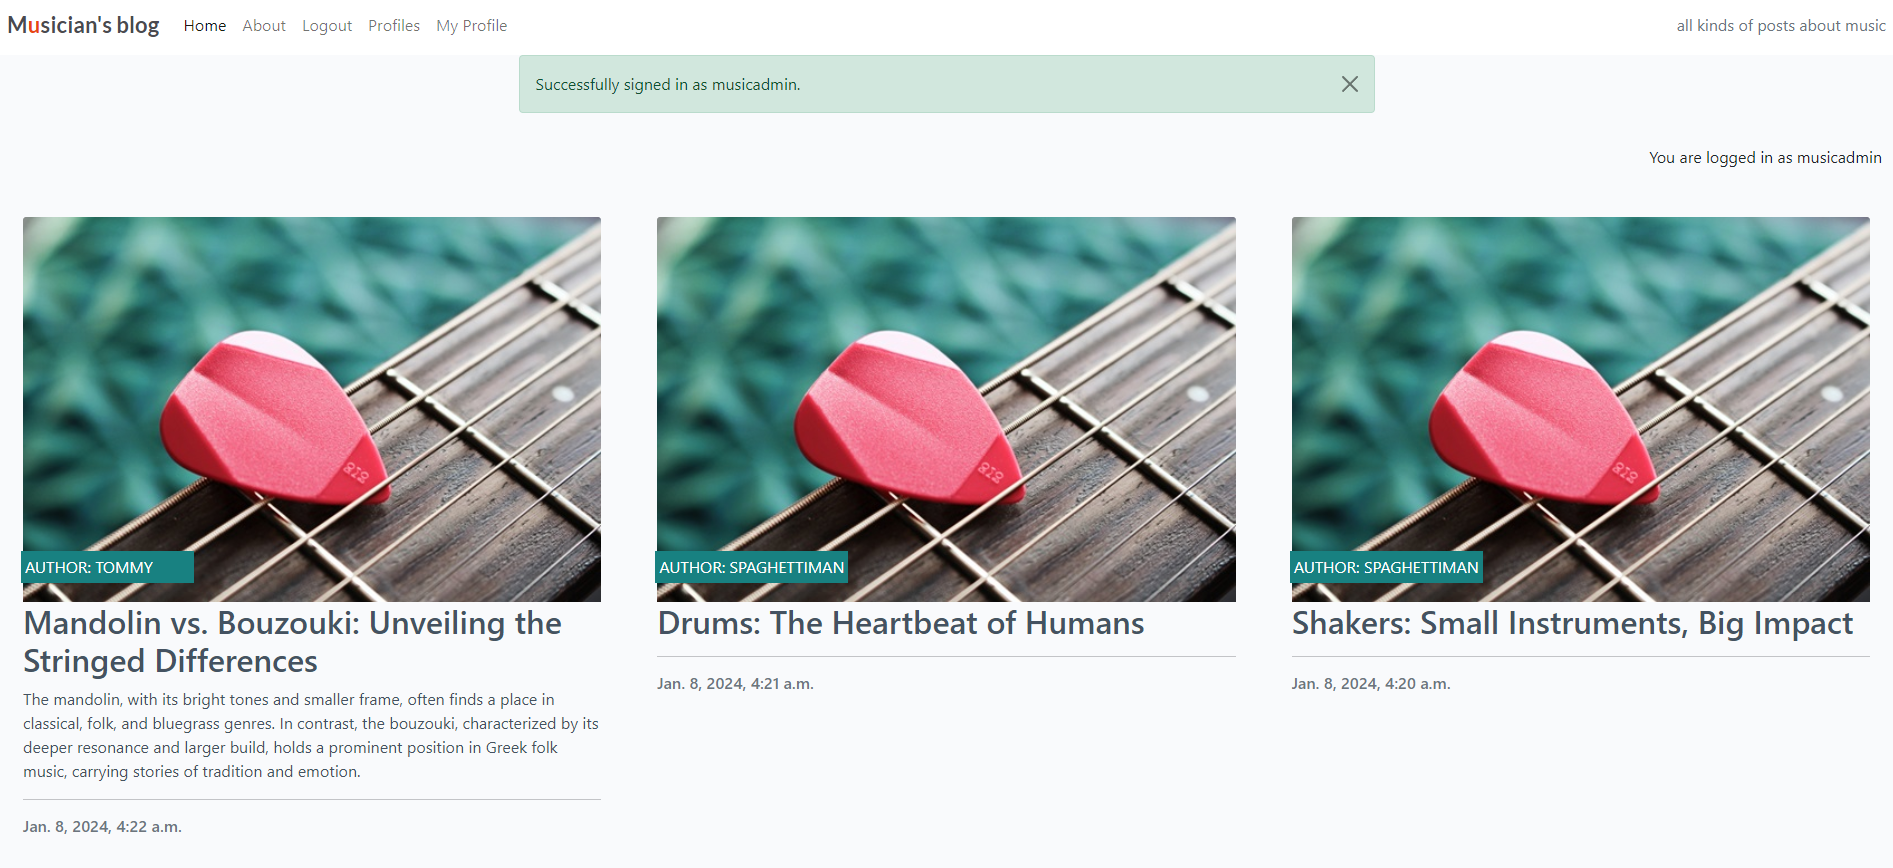 Musician's blog Home About Logout Profiles My Profile all kinds of posts about music
Successfully signed in as musicadmin.
You are logged in as musicadmin
AUTHOR: TOMMY
Mandolin vs. Bouzouki: Unveiling the
Stringed Differences
The mandolin, with its bright tones and smaller frame, often finds a place in
classical, folk, and bluegrass genres. In contrast, the bouzouki, characterized by its
deeper resonance and larger build, holds a prominent position in Greek folk
music, carrying stories of tradition and emotion.
Jan. 8, 2024, 4:22 a.m.
AUTHOR: SPAGHETTIMAN
Drums: The Heartbeat of Humans
Jan. 8, 2024, 4:21 a.m.
AUTHOR: SPAGHETTIMAN
Shakers: Small Instruments, Big Impact
Jan. 8, 2024, 4:20 a.m.